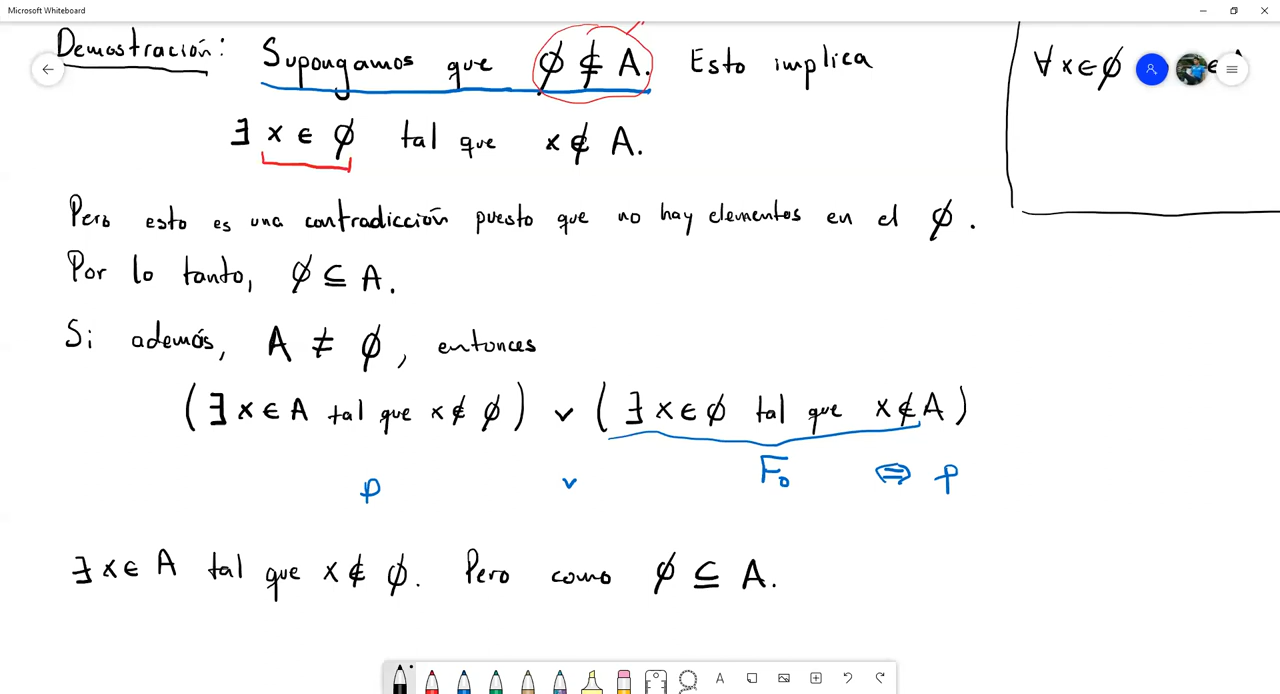 Microsoft Whiteboard
Demostración: Supongamos que ∅ ⊈ A. Esto implica
∃ x ∈ ∅ tal que x ∉ A.
Pero esto es una contradicción puesto que no hay elementos en el ∅.
Por lo tanto, ∅ ⊆ A.
Si además, A ≠ ∅, entonces
(∃ x ∈ A tal que x ∉ ∅) ∨ (∃ x ∈ ∅ tal que x ∉ A)
p ∨ F₀ ⇔ p
∃ x ∈ A tal que x ∉ ∅. Pero como ∅ ⊆ A.
∀ x ∈ ∅